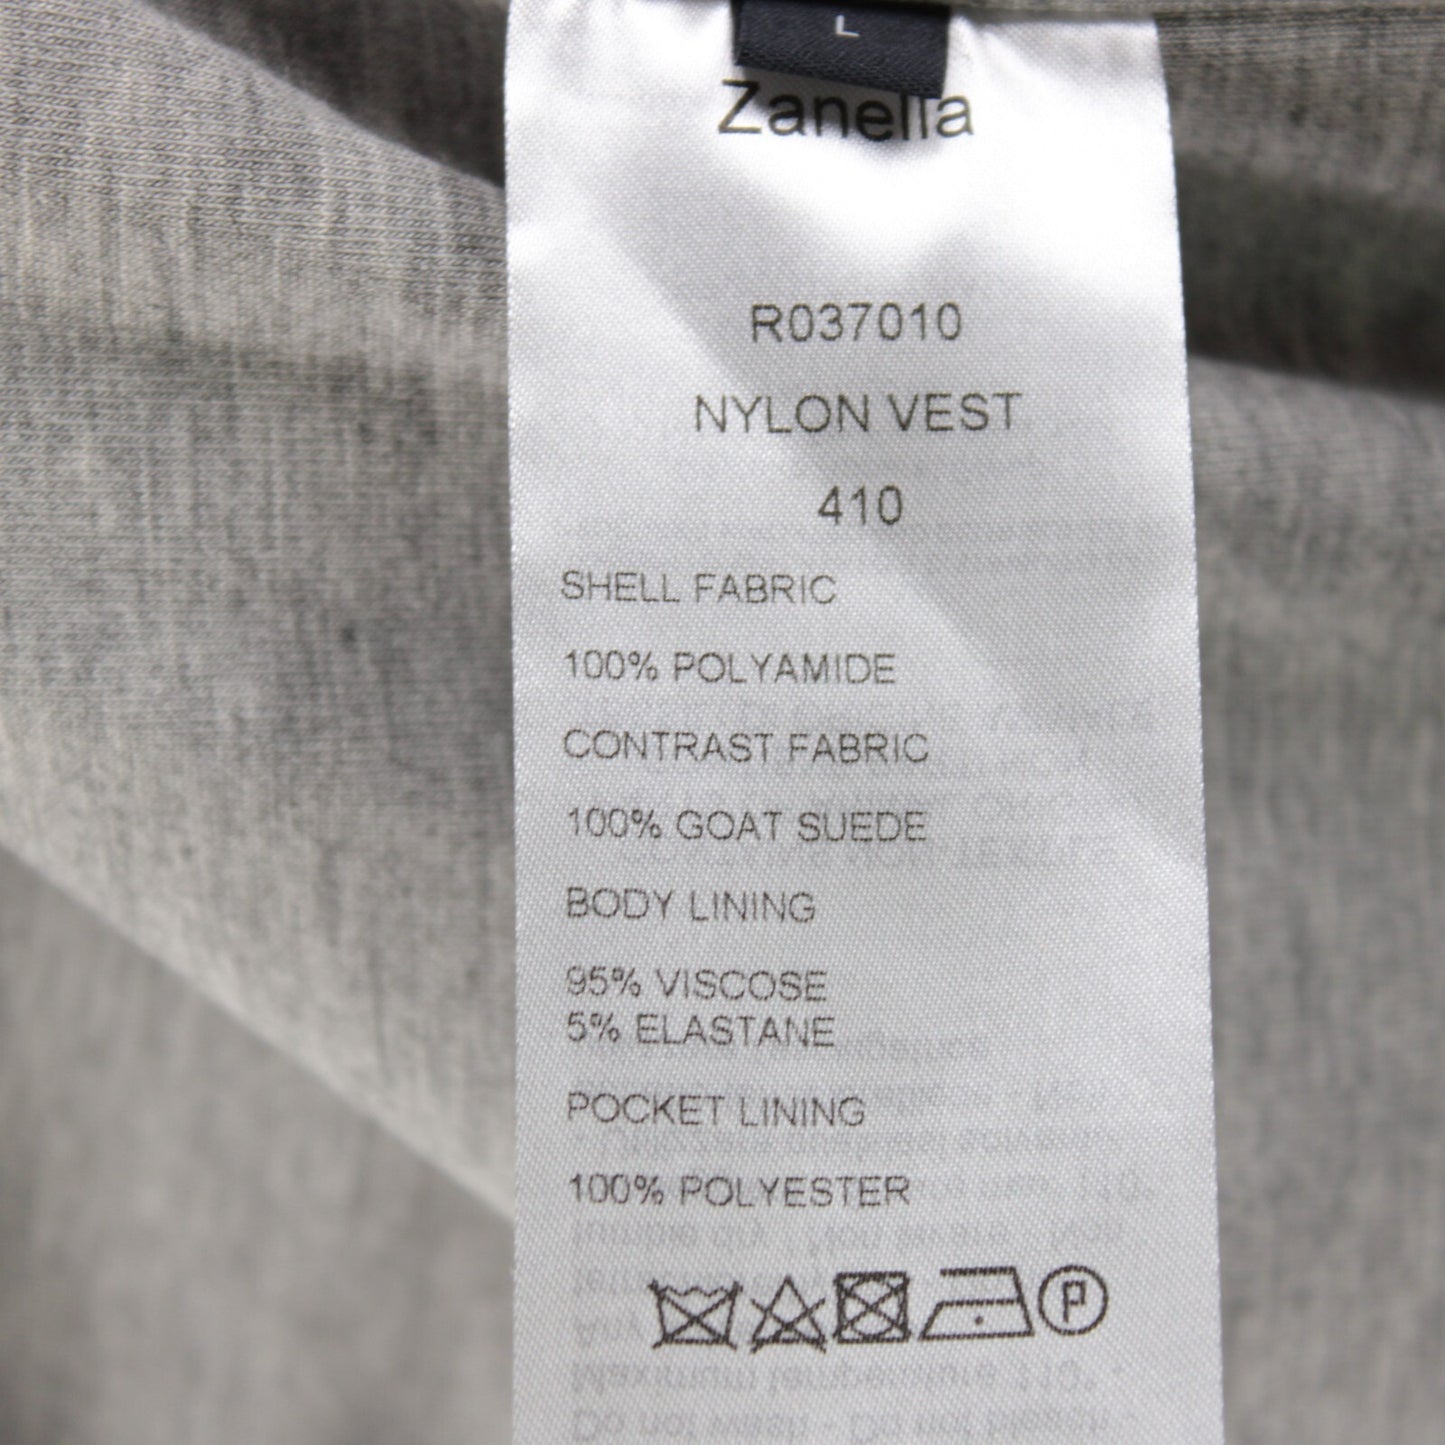 L
Zanella
R037010
NYLON VEST
410
SHELL FABRIC
100% POLYAMIDE
CONTRAST FABRIC
100% GOAT SUEDE
BODY LINING
95% VISCOSE
5% ELASTANE
POCKET LINING
100% POLYESTER
P